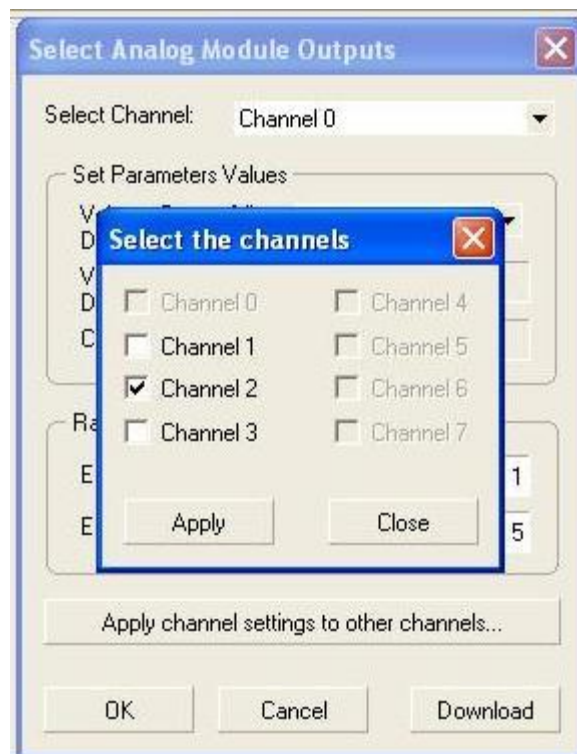 Select Analog Module Outputs
Select Channel: Channel 0
Set Parameters Values
Select the channels
Channel 0 Channel 4
Channel 1 Channel 5
Channel 2 Channel 6
Channel 3 Channel 7
1
Apply Close
5
Apply channel settings to other channels...
OK Cancel Download